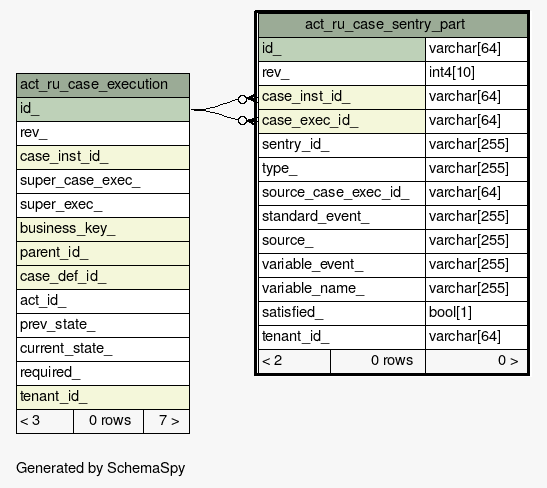 act_ru_case_execution
id_
rev_
case_inst_id_
super_case_exec_
super_exec_
business_key_
parent_id_
case_def_id_
act_id_
prev_state_
current_state_
required_
tenant_id_
< 3 0 rows 7 >
act_ru_case_sentry_part
id_ varchar[64]
rev_ int4[10]
case_inst_id_ varchar[64]
case_exec_id_ varchar[64]
sentry_id_ varchar[255]
type_ varchar[255]
source_case_exec_id_ varchar[64]
standard_event_ varchar[255]
source_ varchar[255]
variable_event_ varchar[255]
variable_name_ varchar[255]
satisfied_ bool[1]
tenant_id_ varchar[64]
< 2 0 rows 0 >
Generated by SchemaSpy